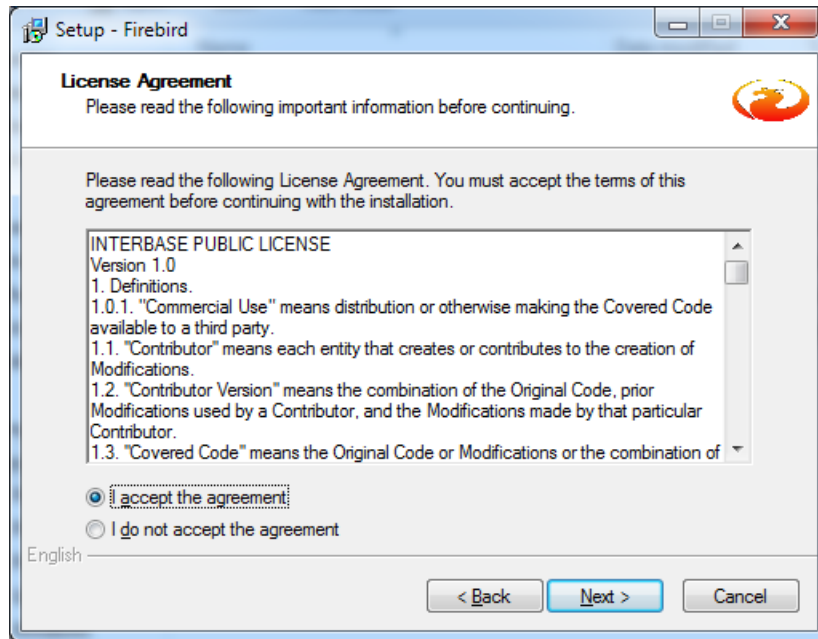 Setup - Firebird
License Agreement
Please read the following important information before continuing.
Please read the following License Agreement. You must accept the terms of this
agreement before continuing with the installation.
INTERBASE PUBLIC LICENSE
Version 1.0
1. Definitions.
1.0.1. "Commercial Use" means distribution or otherwise making the Covered Code
available to a third party.
1.1. "Contributor" means each entity that creates or contributes to the creation of
Modifications.
1.2. "Contributor Version" means the combination of the Original Code, prior
Modifications used by a Contributor, and the Modifications made by that particular
Contributor.
1.3. "Covered Code" means the Original Code or Modifications or the combination of
I accept the agreement
I do not accept the agreement
English
< Back Next > Cancel